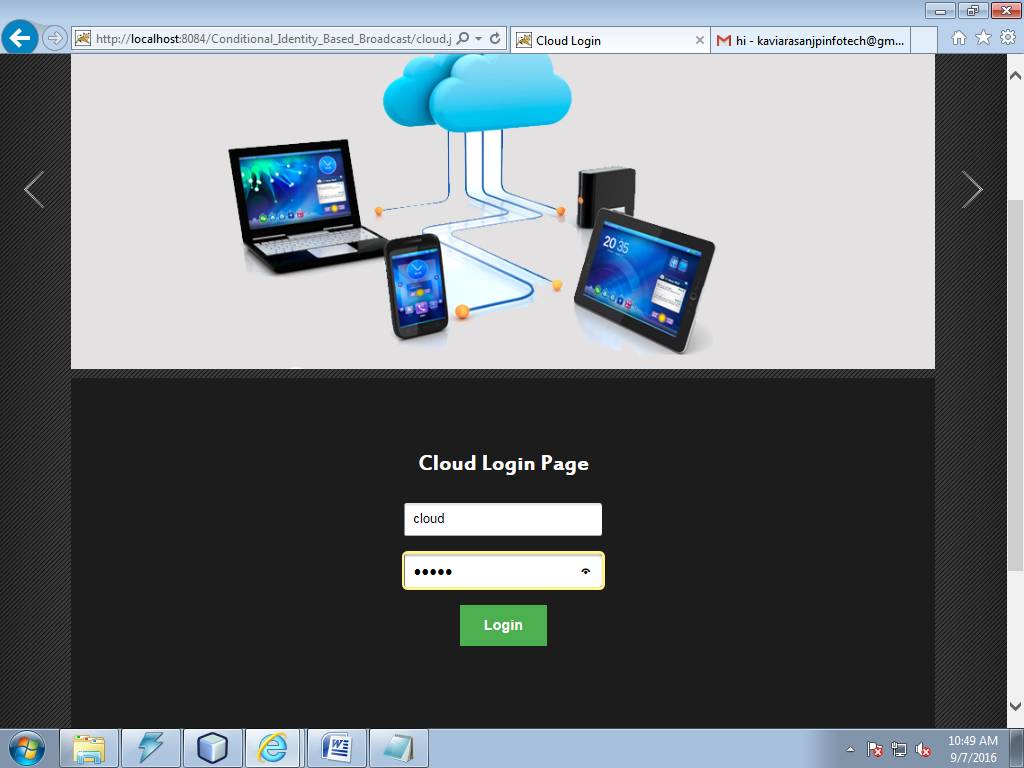 http://localhost:8084/Conditional_Identity_Based_Broadcast/cloud.j
Cloud Login
hi - kaviarasanjpinfotech@gm...
20 35
Cloud Login Page
cloud
•••••
Login
10:49 AM
9/7/2016